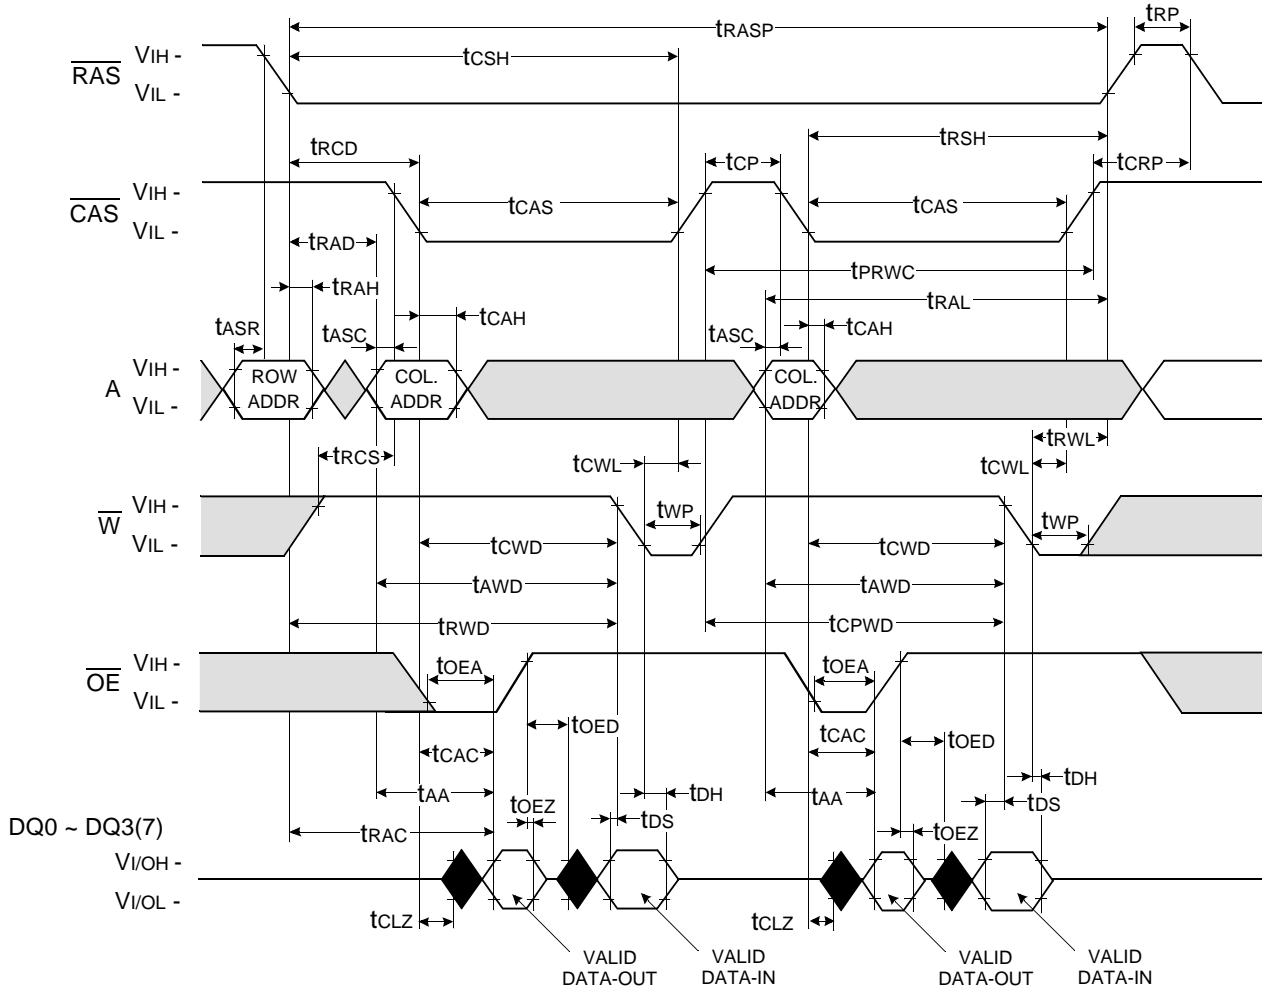 tRASP
tRP
tCSH
RAS
VIH -
VIL -
tRCD
tRSH
tCP
tCRP
CAS
VIH -
VIL -
tCAS
tCAS
tRAD
tPRWC
tRAH
tRAL
tASR
tASC
tCAH
tASC
tCAH
A
VIH -
VIL -
ROW
ADDR
COL.
ADDR
COL.
ADDR
tRCS
tCWL
tRWL
tCWL
W
VIH -
VIL -
tWP
tWP
tCWD
tCWD
tAWD
tAWD
tRWD
tCPWD
OE
VIH -
VIL -
tOEA
tOEA
tOED
tOED
tCAC
tCAC
tAA
tOEZ
tDH
tDS
tAA
tOEZ
tDH
tDS
tRAC
DQ0 ~ DQ3(7)
VI/OH -
VI/OL -
tCLZ
tCLZ
VALID
DATA-OUT
VALID
DATA-IN
VALID
DATA-OUT
VALID
DATA-IN